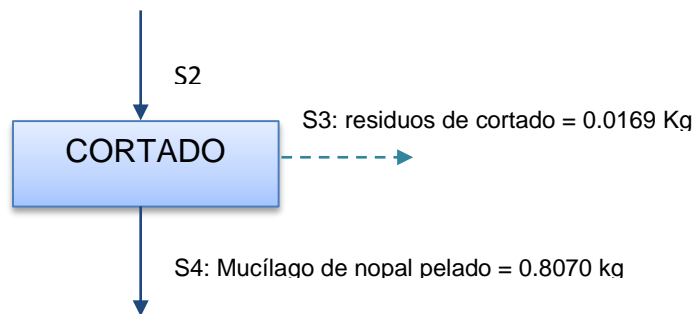 S2
S3: residuos de cortado = 0.0169 Kg
CORTADO
S4: Mucílago de nopal pelado = 0.8070 kg